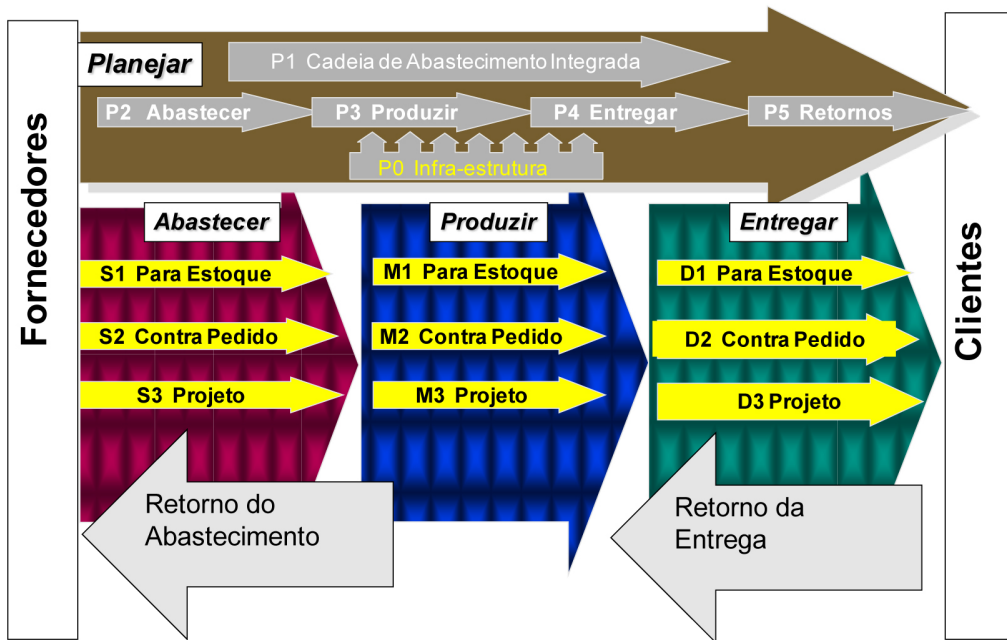 Fornecedores
Planejar
P1 Cadeia de Abastecimento Integrada
P2 Abastecer
P3 Produzir
P4 Entregar
P5 Retornos
P0 Infra-estrutura
Abastecer
S1 Para Estoque
S2 Contra Pedido
S3 Projeto
Retorno do
Abastecimento
Produzir
M1 Para Estoque
M2 Contra Pedido
M3 Projeto
Entregar
D1 Para Estoque
D2 Contra Pedido
D3 Projeto
Retorno da
Entrega
Clientes